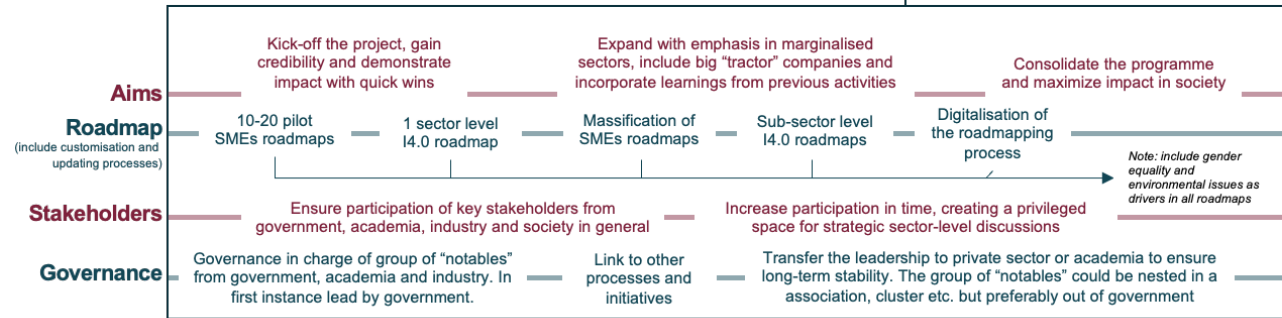 Aims
Kick-off the project, gain
credibility and demonstrate
impact with quick wins
Expand with emphasis in marginalised
sectors, include big “tractor” companies and
incorporate learnings from previous activities
Consolidate the programme
and maximize impact in society
Roadmap
(include customisation and
updating processes)
10-20 pilot
SMEs roadmaps
1 sector level
I4.0 roadmap
Massification of
SMEs roadmaps
Sub-sector level
I4.0 roadmaps
Digitalisation of
the roadmapping
process
Note: include gender
equality and
environmental issues as
drivers in all roadmaps
Stakeholders
Ensure participation of key stakeholders from
government, academia, industry and society in general
Increase participation in time, creating a privileged
space for strategic sector-level discussions
Governance
Governance in charge of group of “notables”
from government, academia and industry. In
first instance lead by government.
Link to other
processes and
initiatives
Transfer the leadership to private sector or academia to ensure
long-term stability. The group of “notables” could be nested in a
association, cluster etc. but preferably out of government